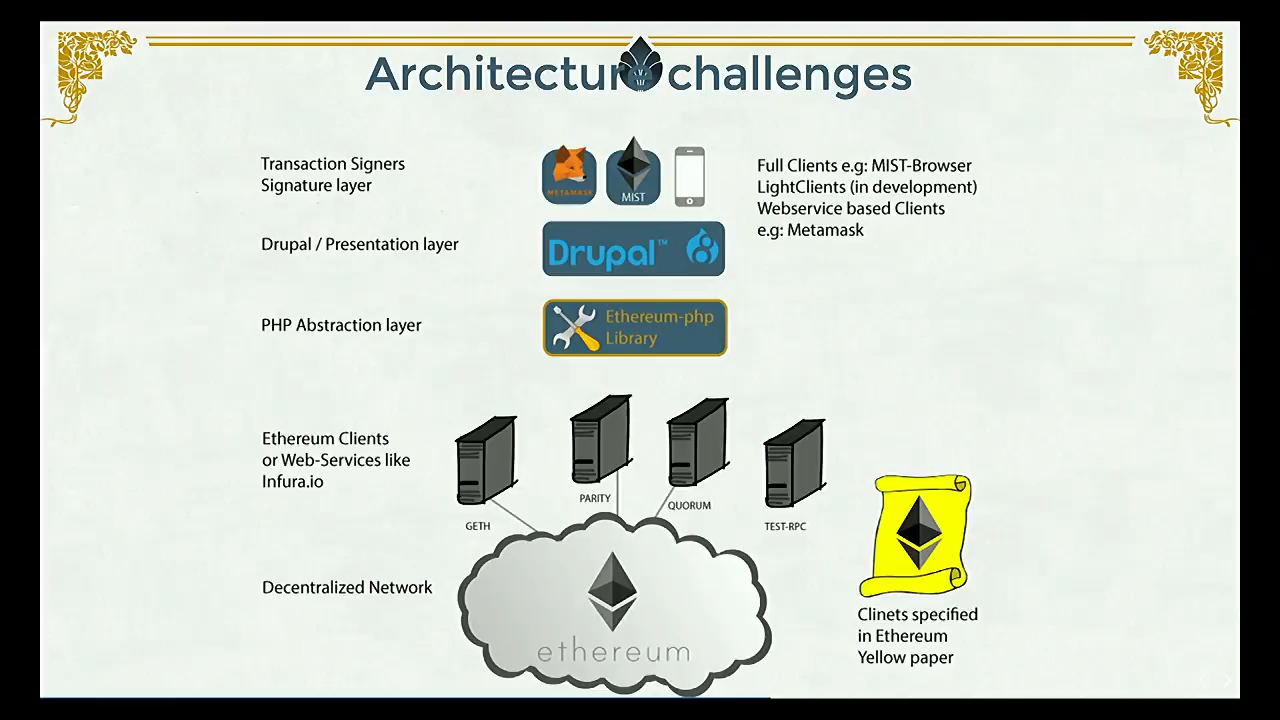 Architecture challenges
Transaction Signers
Signature layer
METAMASK
MIST
Full Clients e.g: MIST-Browser
LightClients (in development)
Webservice based Clients
e.g: Metamask
Drupal / Presentation layer
Drupal™
PHP Abstraction layer
Ethereum-php
Library
Ethereum Clients
or Web-Services like
Infura.io
GETH
PARITY
QUORUM
TEST-RPC
Decentralized Network
ethereum
Clinets specified
in Ethereum
Yellow paper